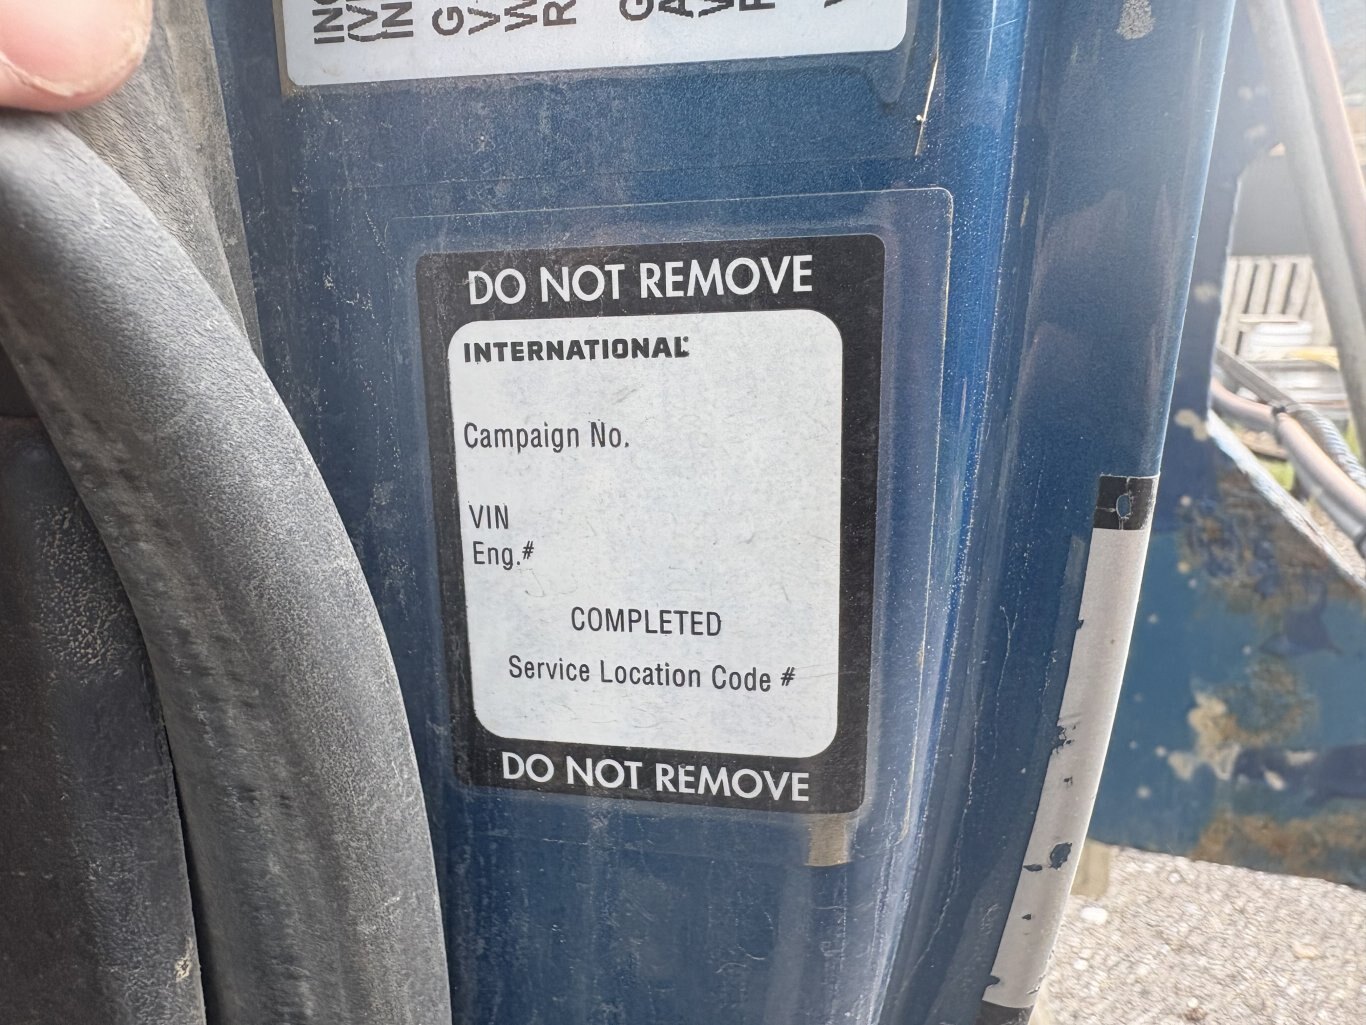 DO NOT REMOVE
INTERNATIONAL®
Campaign No.
VIN
Eng.#
COMPLETED
Service Location Code #
DO NOT REMOVE